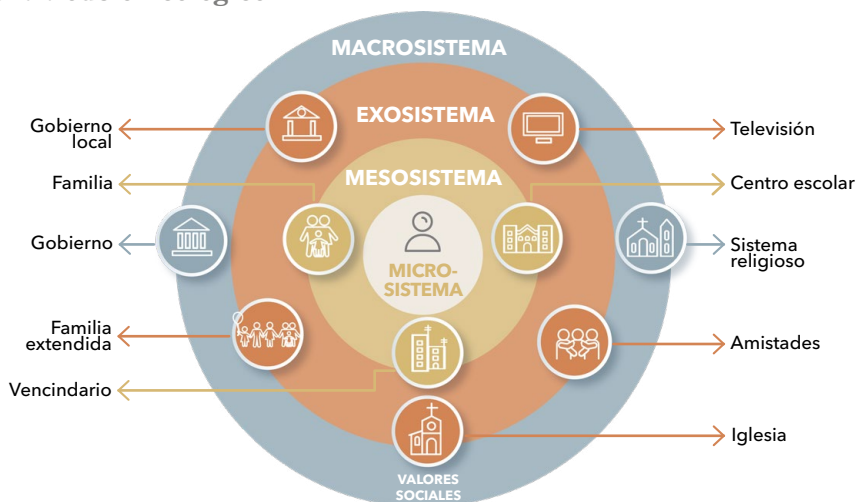 MACROSISTEMA
EXOSISTEMA
MESOSISTEMA
MICRO-
SISTEMA
VALORES
SOCIALES
Gobierno
local
Familia
Gobierno
Familia
extendida
Vencindario
Televisión
Centro escolar
Sistema
religioso
Amistades
Iglesia